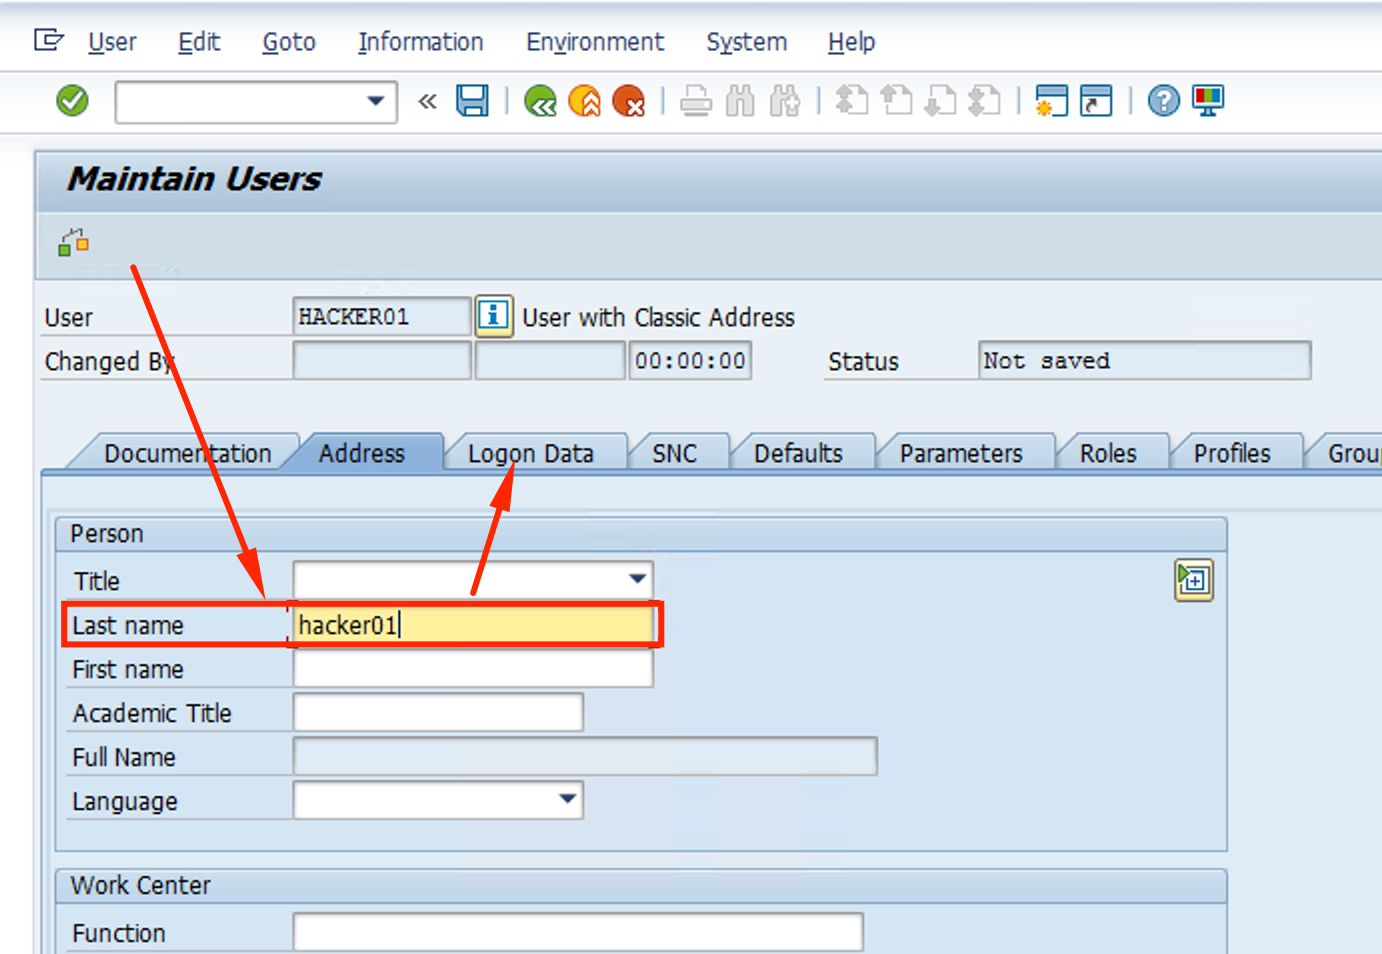 User Edit Goto Information Environment System Help
Maintain Users
User HACKER01 User with Classic Address
Changed By 00:00:00 Status Not saved
Documentation Address Logon Data SNC Defaults Parameters Roles Profiles Grou
Person
Title
Last name hacker01
First name
Academic Title
Full Name
Language
Work Center
Function